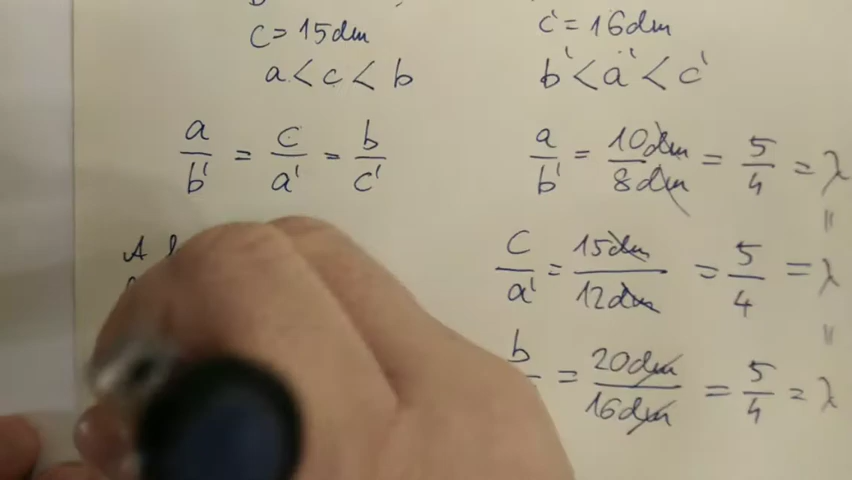 c = 15dm
c' = 16dm
a < c < b
b' < a' < c'
a/b' = c/a' = b/c'
a/b' = 10dm/8dm = 5/4 = λ
=
c/a' = 15dm/12dm = 5/4 = λ
=
b = 20dm/16dm = 5/4 = λ
A